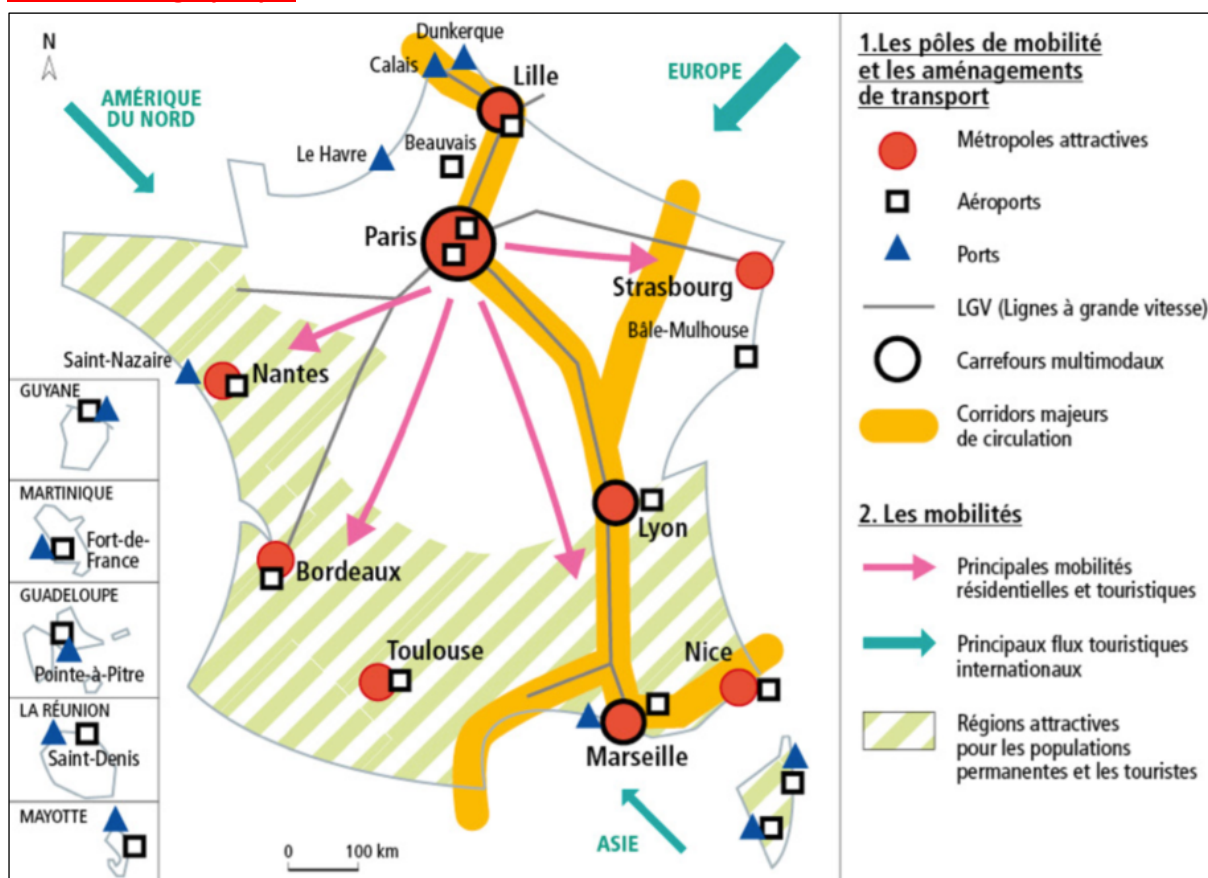 N
AMÉRIQUE
DU NORD
Dunkerque
Calais
Lille
EUROPE
Le Havre
Beauvais
Paris
Strasbourg
Bâle-Mulhouse
Saint-Nazaire
Nantes
Lyon
Bordeaux
Toulouse
Nice
Marseille
ASIE
0 100 km
GUYANE
MARTINIQUE
Fort-de-
France
GUADELOUPE
Pointe-à-Pitre
LA RÉUNION
Saint-Denis
MAYOTTE
1.Les pôles de mobilité
et les aménagements
de transport
Métropoles attractives
Aéroports
Ports
LGV (Lignes à grande vitesse)
Carrefours multimodaux
Corridors majeurs
de circulation
2. Les mobilités
Principales mobilités
résidentielles et touristiques
Principaux flux touristiques
internationaux
Régions attractives
pour les populations
permanentes et les touristes